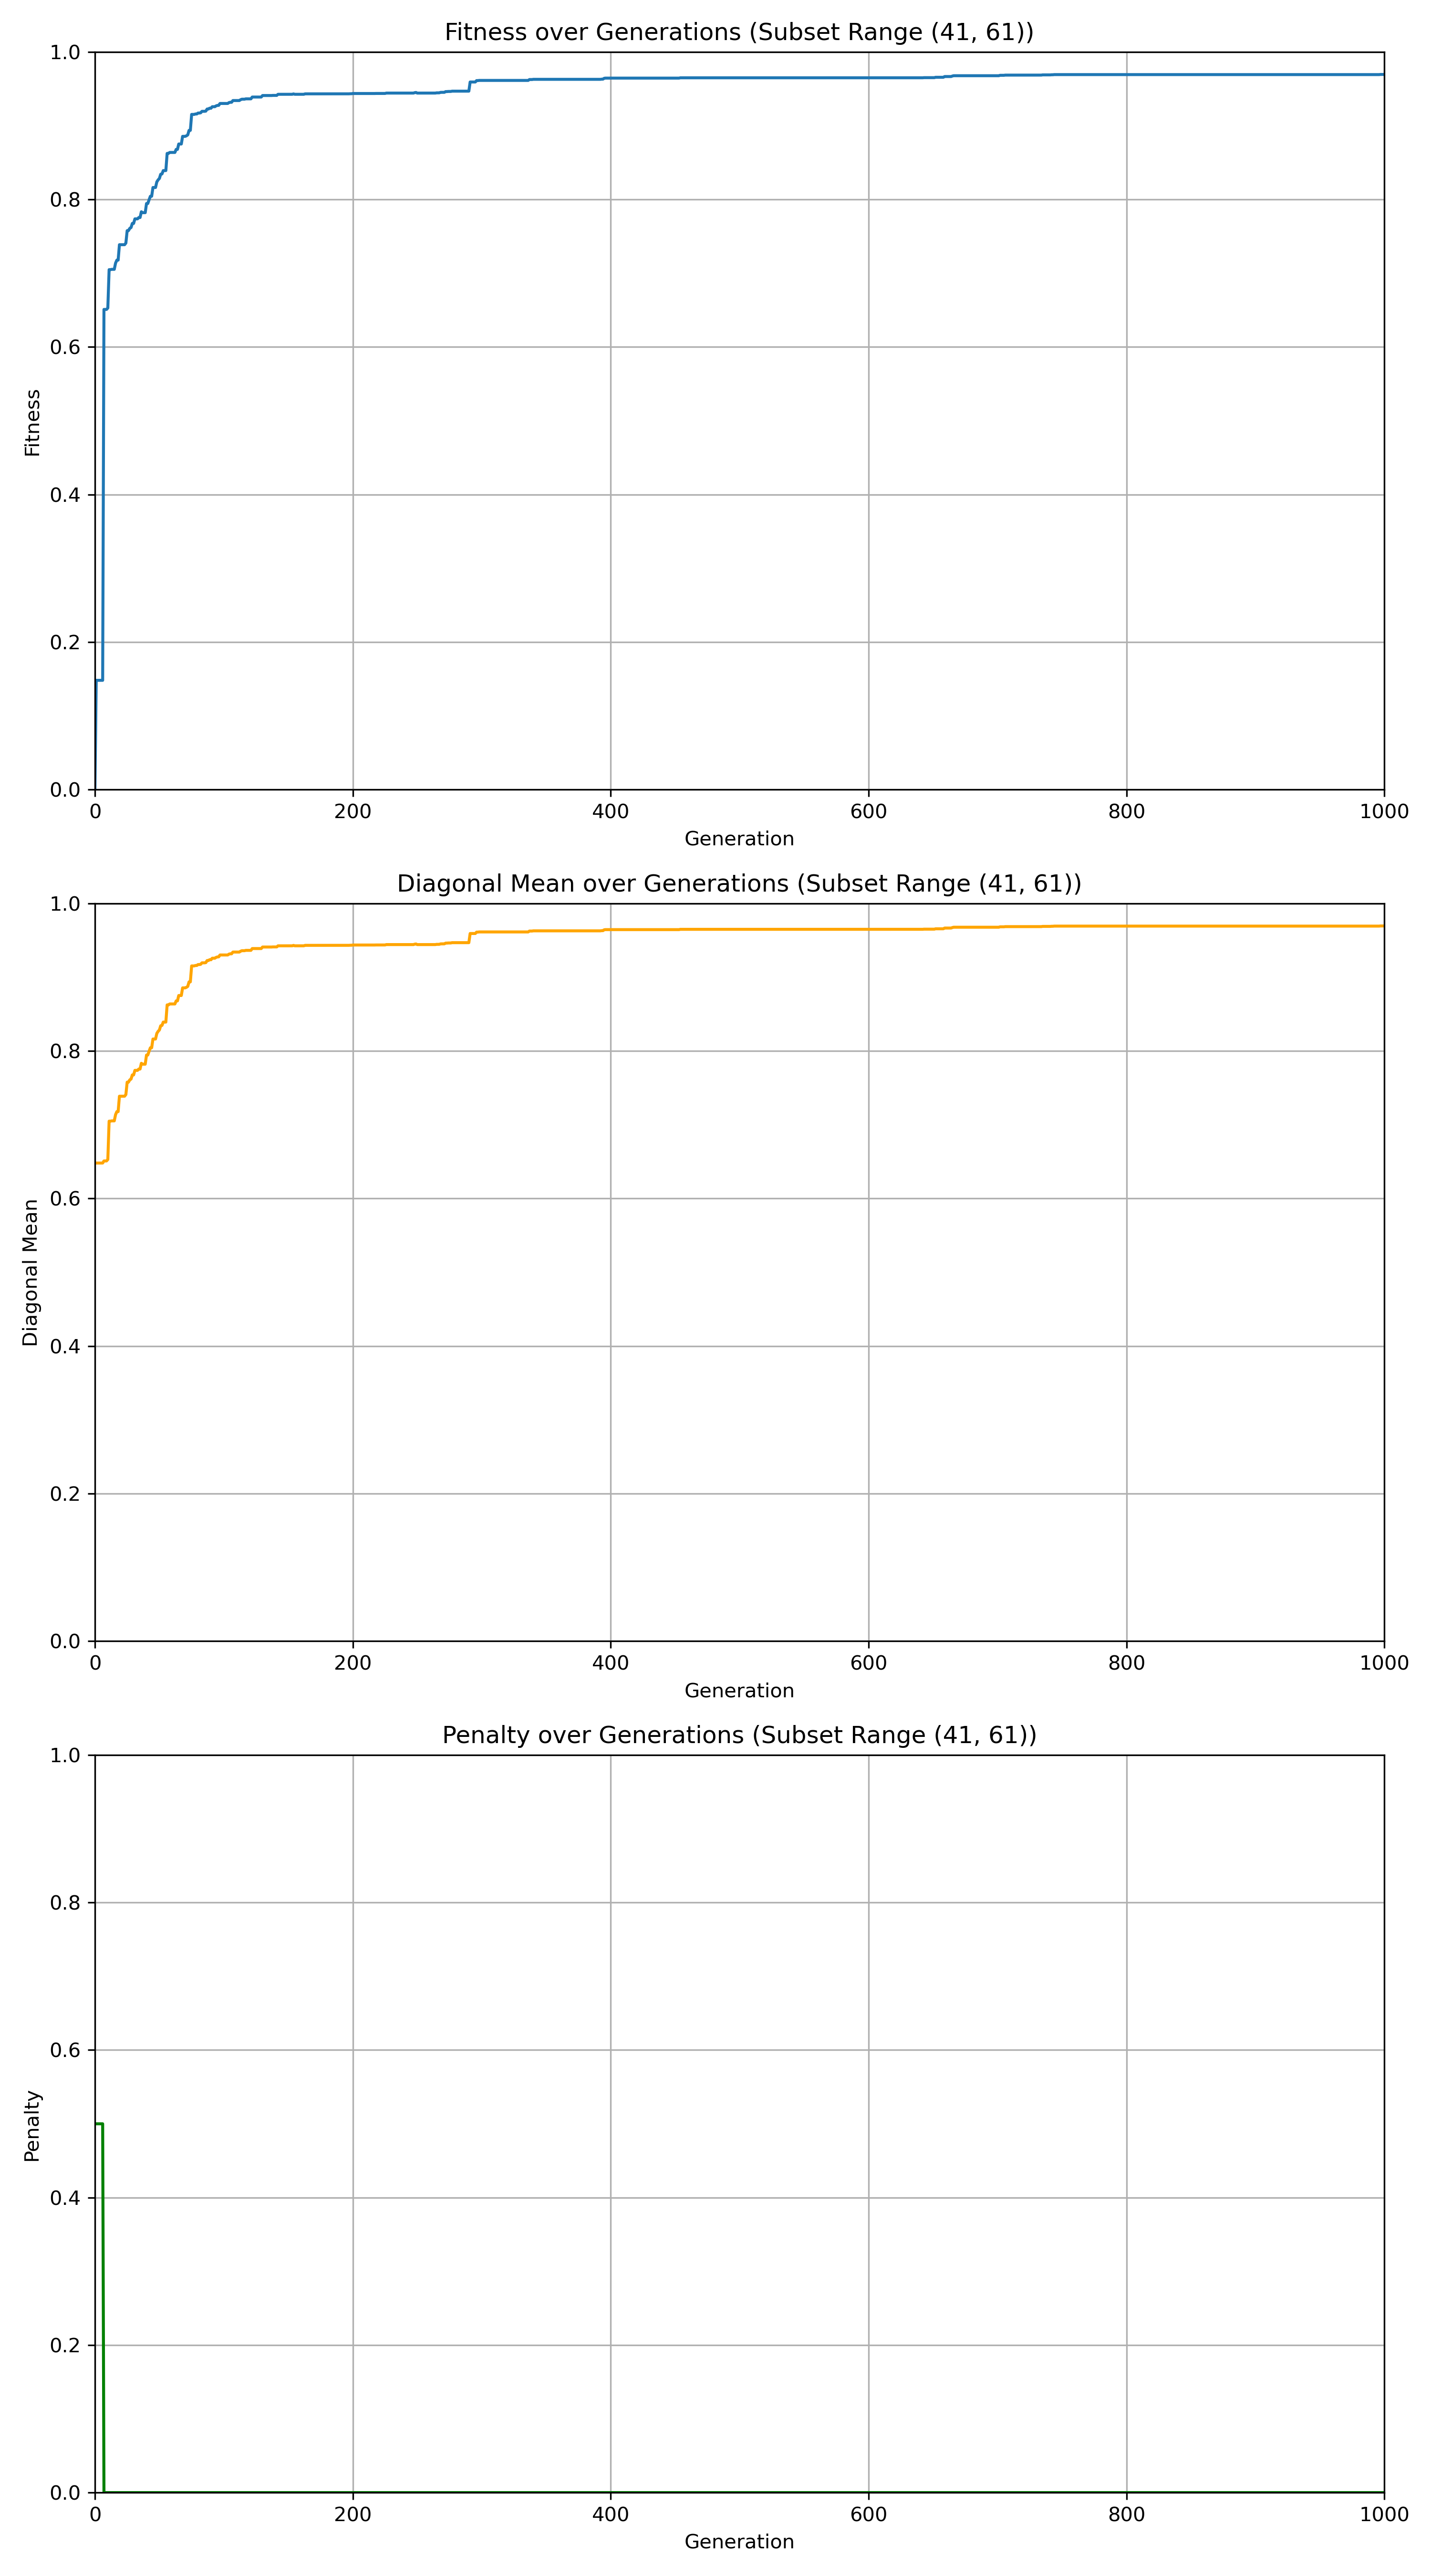 Fitness over Generations (Subset Range (41, 61))
1.0
0.8
0.6
0.4
0.2
0.0
Fitness
0 200 400 600 800 1000
Generation
Diagonal Mean over Generations (Subset Range (41, 61))
1.0
0.8
0.6
0.4
0.2
0.0
Diagonal Mean
0 200 400 600 800 1000
Generation
Penalty over Generations (Subset Range (41, 61))
1.0
0.8
0.6
0.4
0.2
0.0
Penalty
0 200 400 600 800 1000
Generation